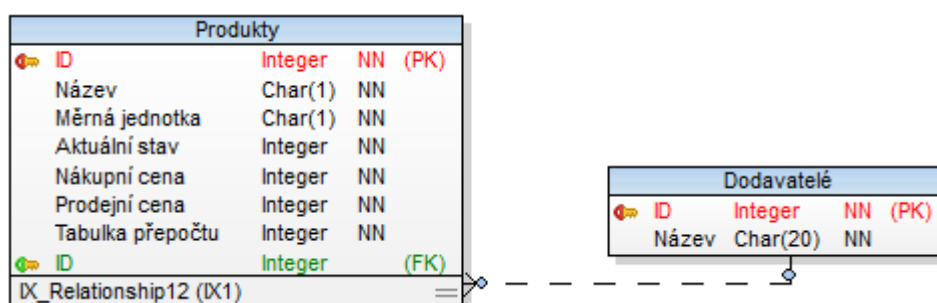 Produkty
ID Integer NN (PK)
Název Char(1) NN
Měrná jednotka Char(1) NN
Aktuální stav Integer NN
Nákupní cena Integer NN
Prodejní cena Integer NN
Tabulka přepočtu Integer NN
ID Integer (FK)
IX_Relationship12 (IX1)
Dodavatelé
ID Integer NN (PK)
Název Char(20) NN